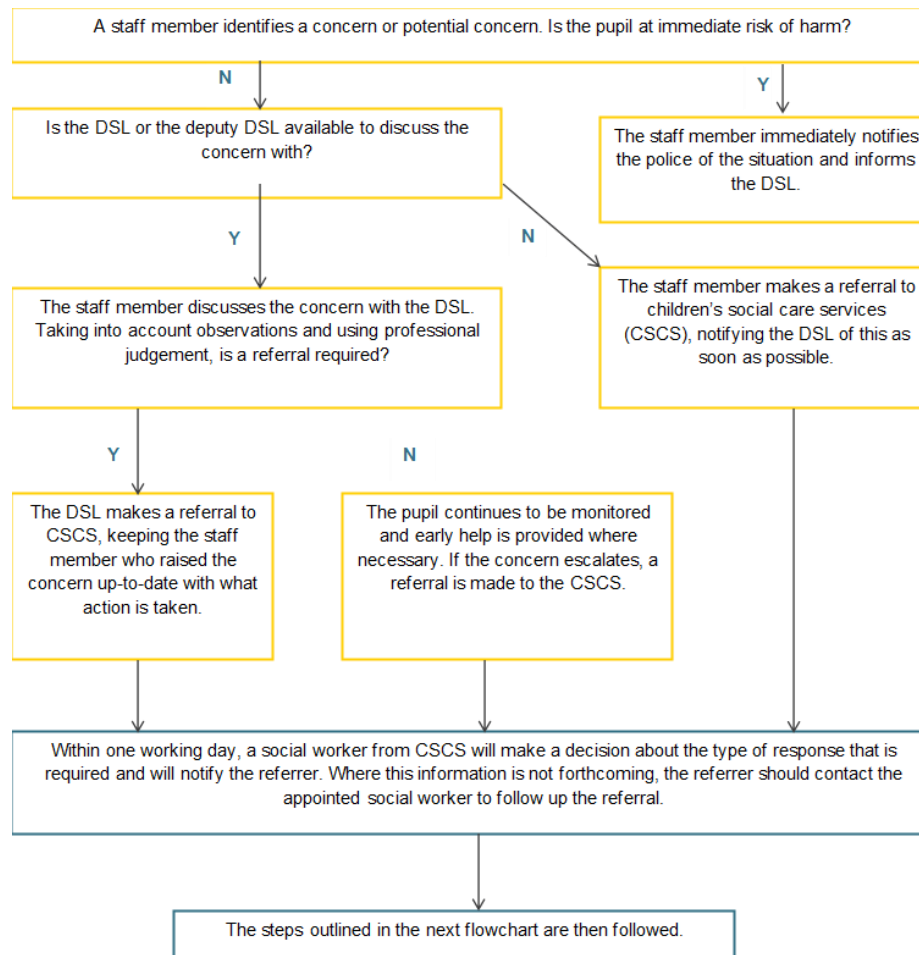 A staff member identifies a concern or potential concern. Is the pupil at immediate risk of harm?
N
Y
Is the DSL or the deputy DSL available to discuss the
concern with?
The staff member immediately notifies
the police of the situation and informs
the DSL.
Y
N
The staff member discusses the concern with the DSL.
Taking into account observations and using professional
judgement, is a referral required?
The staff member makes a referral to
children's social care services
(CSCS), notifying the DSL of this as
soon as possible.
Y
N
The DSL makes a referral to
CSCS, keeping the staff
member who raised the
concern up-to-date with what
action is taken.
The pupil continues to be monitored
and early help is provided where
necessary. If the concern escalates, a
referral is made to the CSCS.
Within one working day, a social worker from CSCS will make a decision about the type of response that is
required and will notify the referrer. Where this information is not forthcoming, the referrer should contact the
appointed social worker to follow up the referral.
The steps outlined in the next flowchart are then followed.